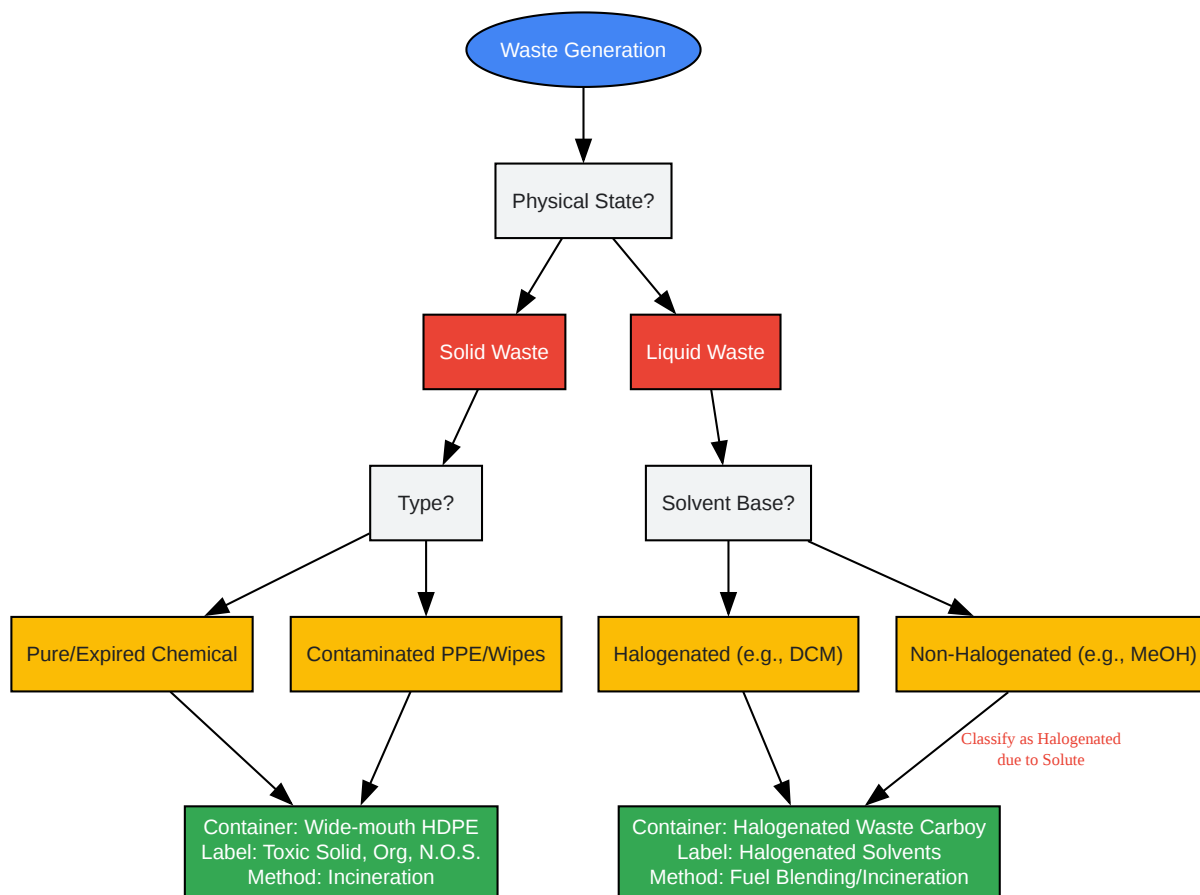 Waste Generation
Physical State?
Solid Waste
Liquid Waste
Type?
Solvent Base?
Pure/Expired Chemical
Contaminated PPE/Wipes
Halogenated (e.g., DCM)
Non-Halogenated (e.g., MeOH)
Classify as Halogenated
due to Solute
Container: Wide-mouth HDPE
Label: Toxic Solid, Org, N.O.S.
Method: Incineration
Container: Halogenated Waste Carboy
Label: Halogenated Solvents
Method: Fuel Blending/Incineration